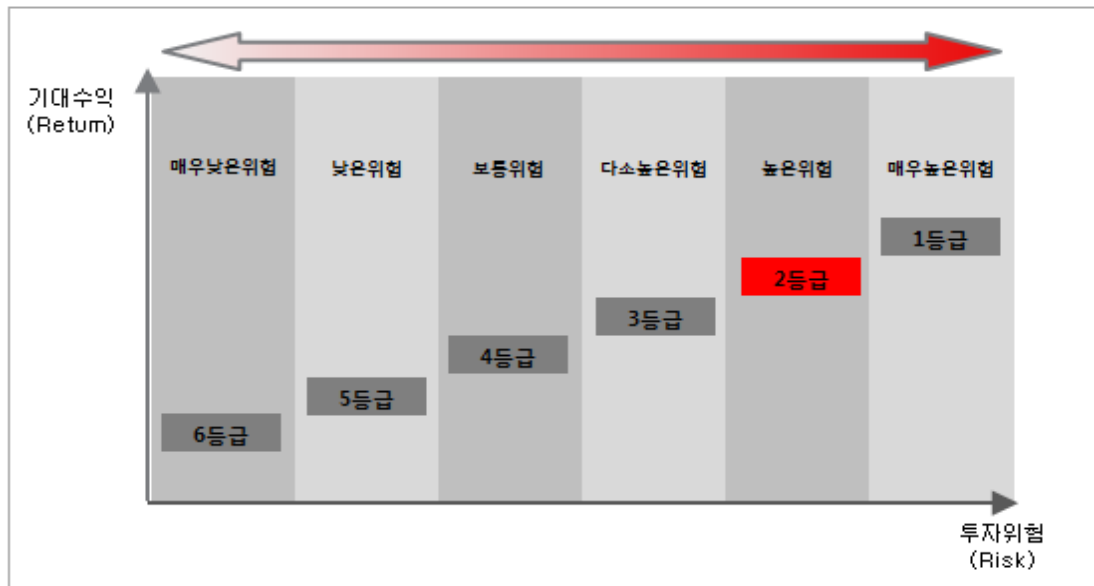 기대수익
(Retum)
매우낮은위험
낮은위험
보통위험
다소높은위험
높은위험
매우높은위험
1등급
2등급
3등급
4등급
5등급
6등급
투자위험
(Risk)